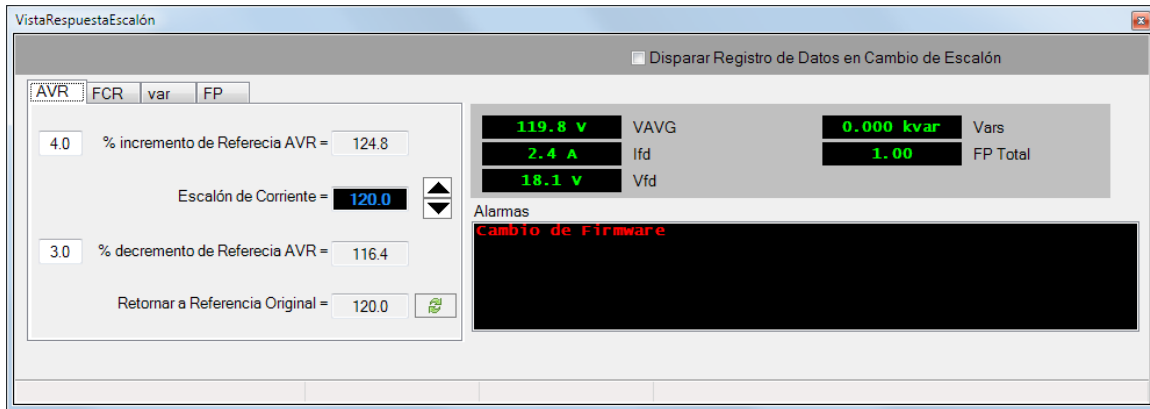 VistaRespuestaEscalón
Disparar Registro de Datos en Cambio de Escalón
AVR FCR var FP
4.0 % incremento de Referecia AVR = 124.8
Escalón de Corriente = 120.0
3.0 % decremento de Referecia AVR = 116.4
Retornar a Referencia Original = 120.0
119.8 V VAVG 0.000 kvar Vars
2.4 A Ifd 1.00 FP Total
18.1 V Vfd
Alarmas
Cambio de Firmware